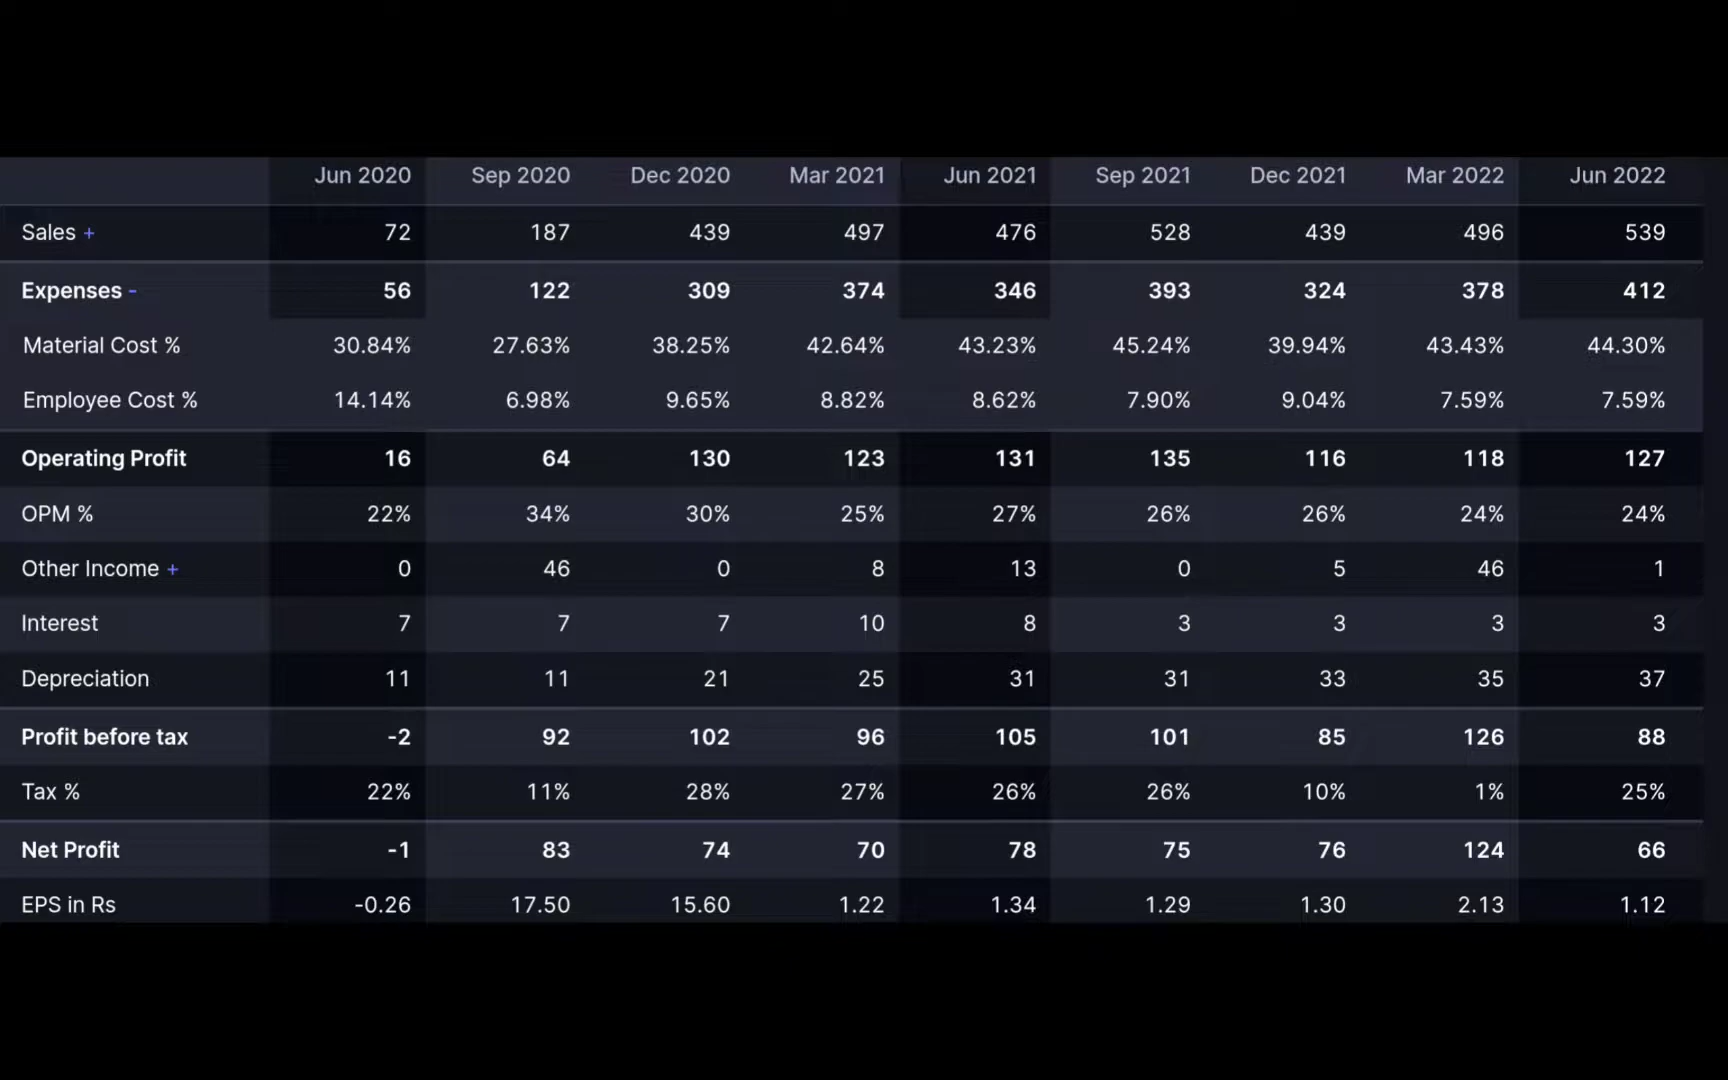 Jun 2020 Sep 2020 Dec 2020 Mar 2021 Jun 2021 Sep 2021 Dec 2021 Mar 2022 Jun 2022
Sales + 72 187 439 497 476 528 439 496 539
Expenses - 56 122 309 374 346 393 324 378 412
Material Cost % 30.84% 27.63% 38.25% 42.64% 43.23% 45.24% 39.94% 43.43% 44.30%
Employee Cost % 14.14% 6.98% 9.65% 8.82% 8.62% 7.90% 9.04% 7.59% 7.59%
Operating Profit 16 64 130 123 131 135 116 118 127
OPM % 22% 34% 30% 25% 27% 26% 26% 24% 24%
Other Income + 0 46 0 8 13 0 5 46 1
Interest 7 7 7 10 8 3 3 3 3
Depreciation 11 11 21 25 31 31 33 35 37
Profit before tax -2 92 102 96 105 101 85 126 88
Tax % 22% 11% 28% 27% 26% 26% 10% 1% 25%
Net Profit -1 83 74 70 78 75 76 124 66
EPS in Rs -0.26 17.50 15.60 1.22 1.34 1.29 1.30 2.13 1.12